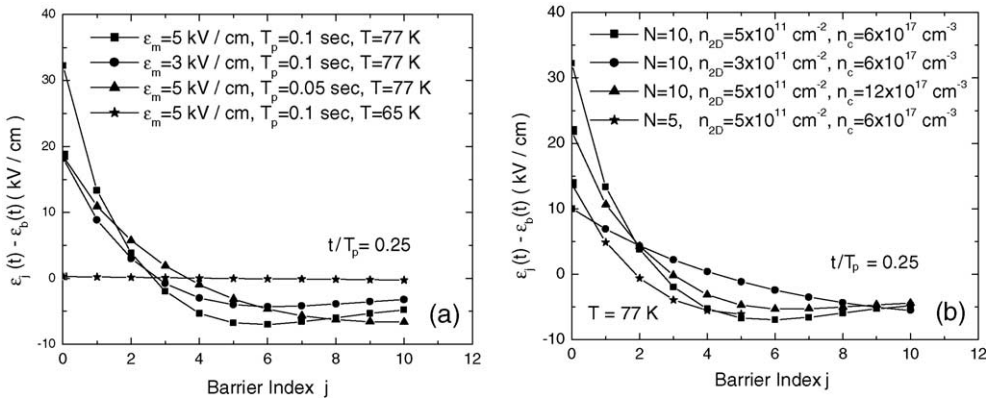 ε_m=5 kV / cm, T_p=0.1 sec, T=77 K
ε_m=3 kV / cm, T_p=0.1 sec, T=77 K
ε_m=5 kV / cm, T_p=0.05 sec, T=77 K
ε_m=5 kV / cm, T_p=0.1 sec, T=65 K
40
30
20
10
0
-10
ε_j (t) - ε_b(t) ( kV / cm)
t/T_p = 0.25
(a)
0 2 4 6 8 10
Barrier Index j
N=10, n_2D=5x10^11 cm^-2, n_c=6x10^17 cm^-3
N=10, n_2D=3x10^11 cm^-2, n_c=6x10^17 cm^-3
N=10, n_2D=5x10^11 cm^-2, n_c=12x10^17 cm^-3
N=5, n_2D=5x10^11 cm^-2, n_c=6x10^17 cm^-3
40
30
20
10
0
-10
ε_j(t) - ε_b(t) ( kV / cm)
t/T_p = 0.25
T = 77 K
(b)
0 2 4 6 8 10
Barrier Index j